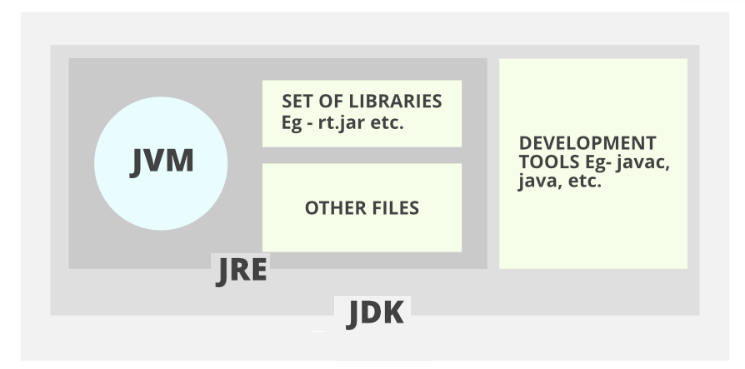 JVM
SET OF LIBRARIES
Eg - rt.jar etc.
OTHER FILES
DEVELOPMENT
TOOLS Eg- javac,
java, etc.
JRE
JDK